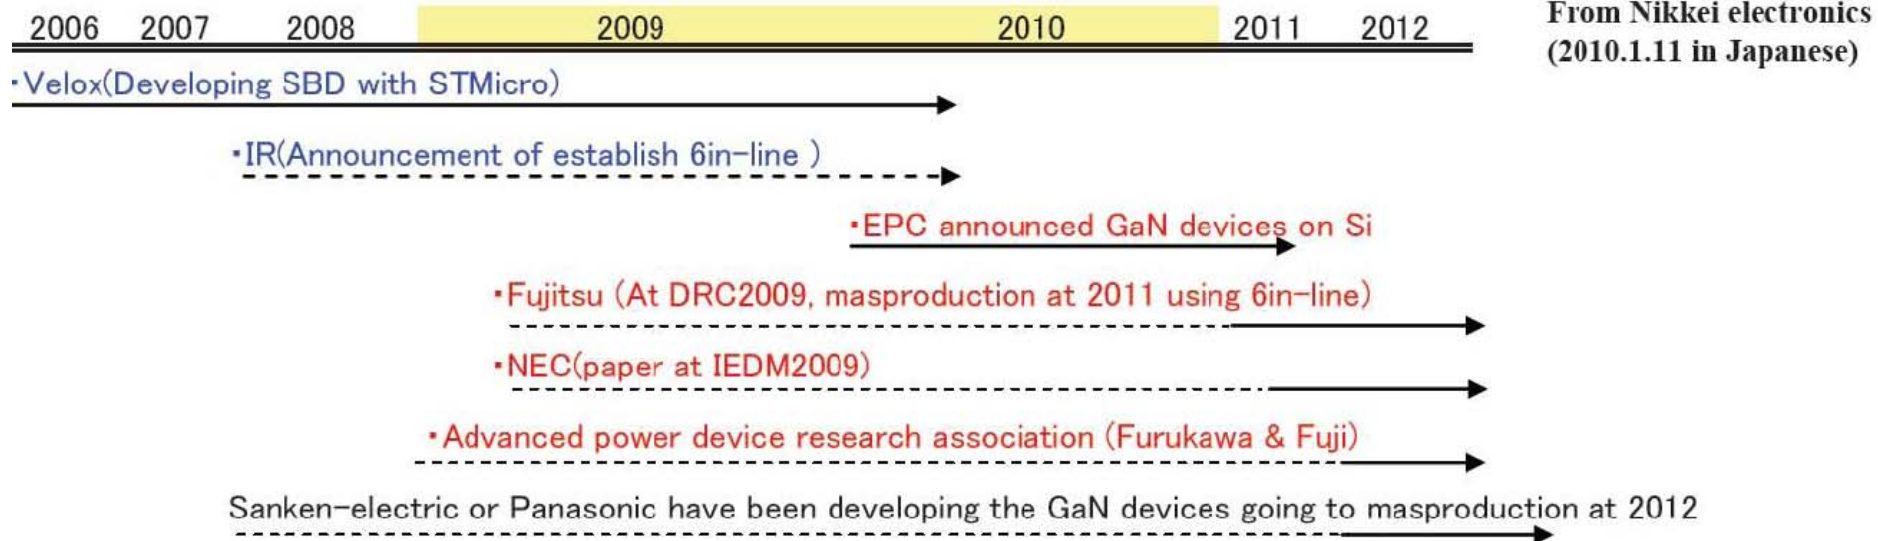 2006 2007 2008 2009 2010 2011 2012
From Nikkei electronics
(2010.1.11 in Japanese)
・Velox(Developing SBD with STMicro)
・IR(Announcement of establish 6in-line )
・EPC announced GaN devices on Si
・Fujitsu (At DRC2009, masproduction at 2011 using 6in-line)
・NEC(paper at IEDM2009)
・Advanced power device research association (Furukawa & Fuji)
Sanken-electric or Panasonic have been developing the GaN devices going to masproduction at 2012